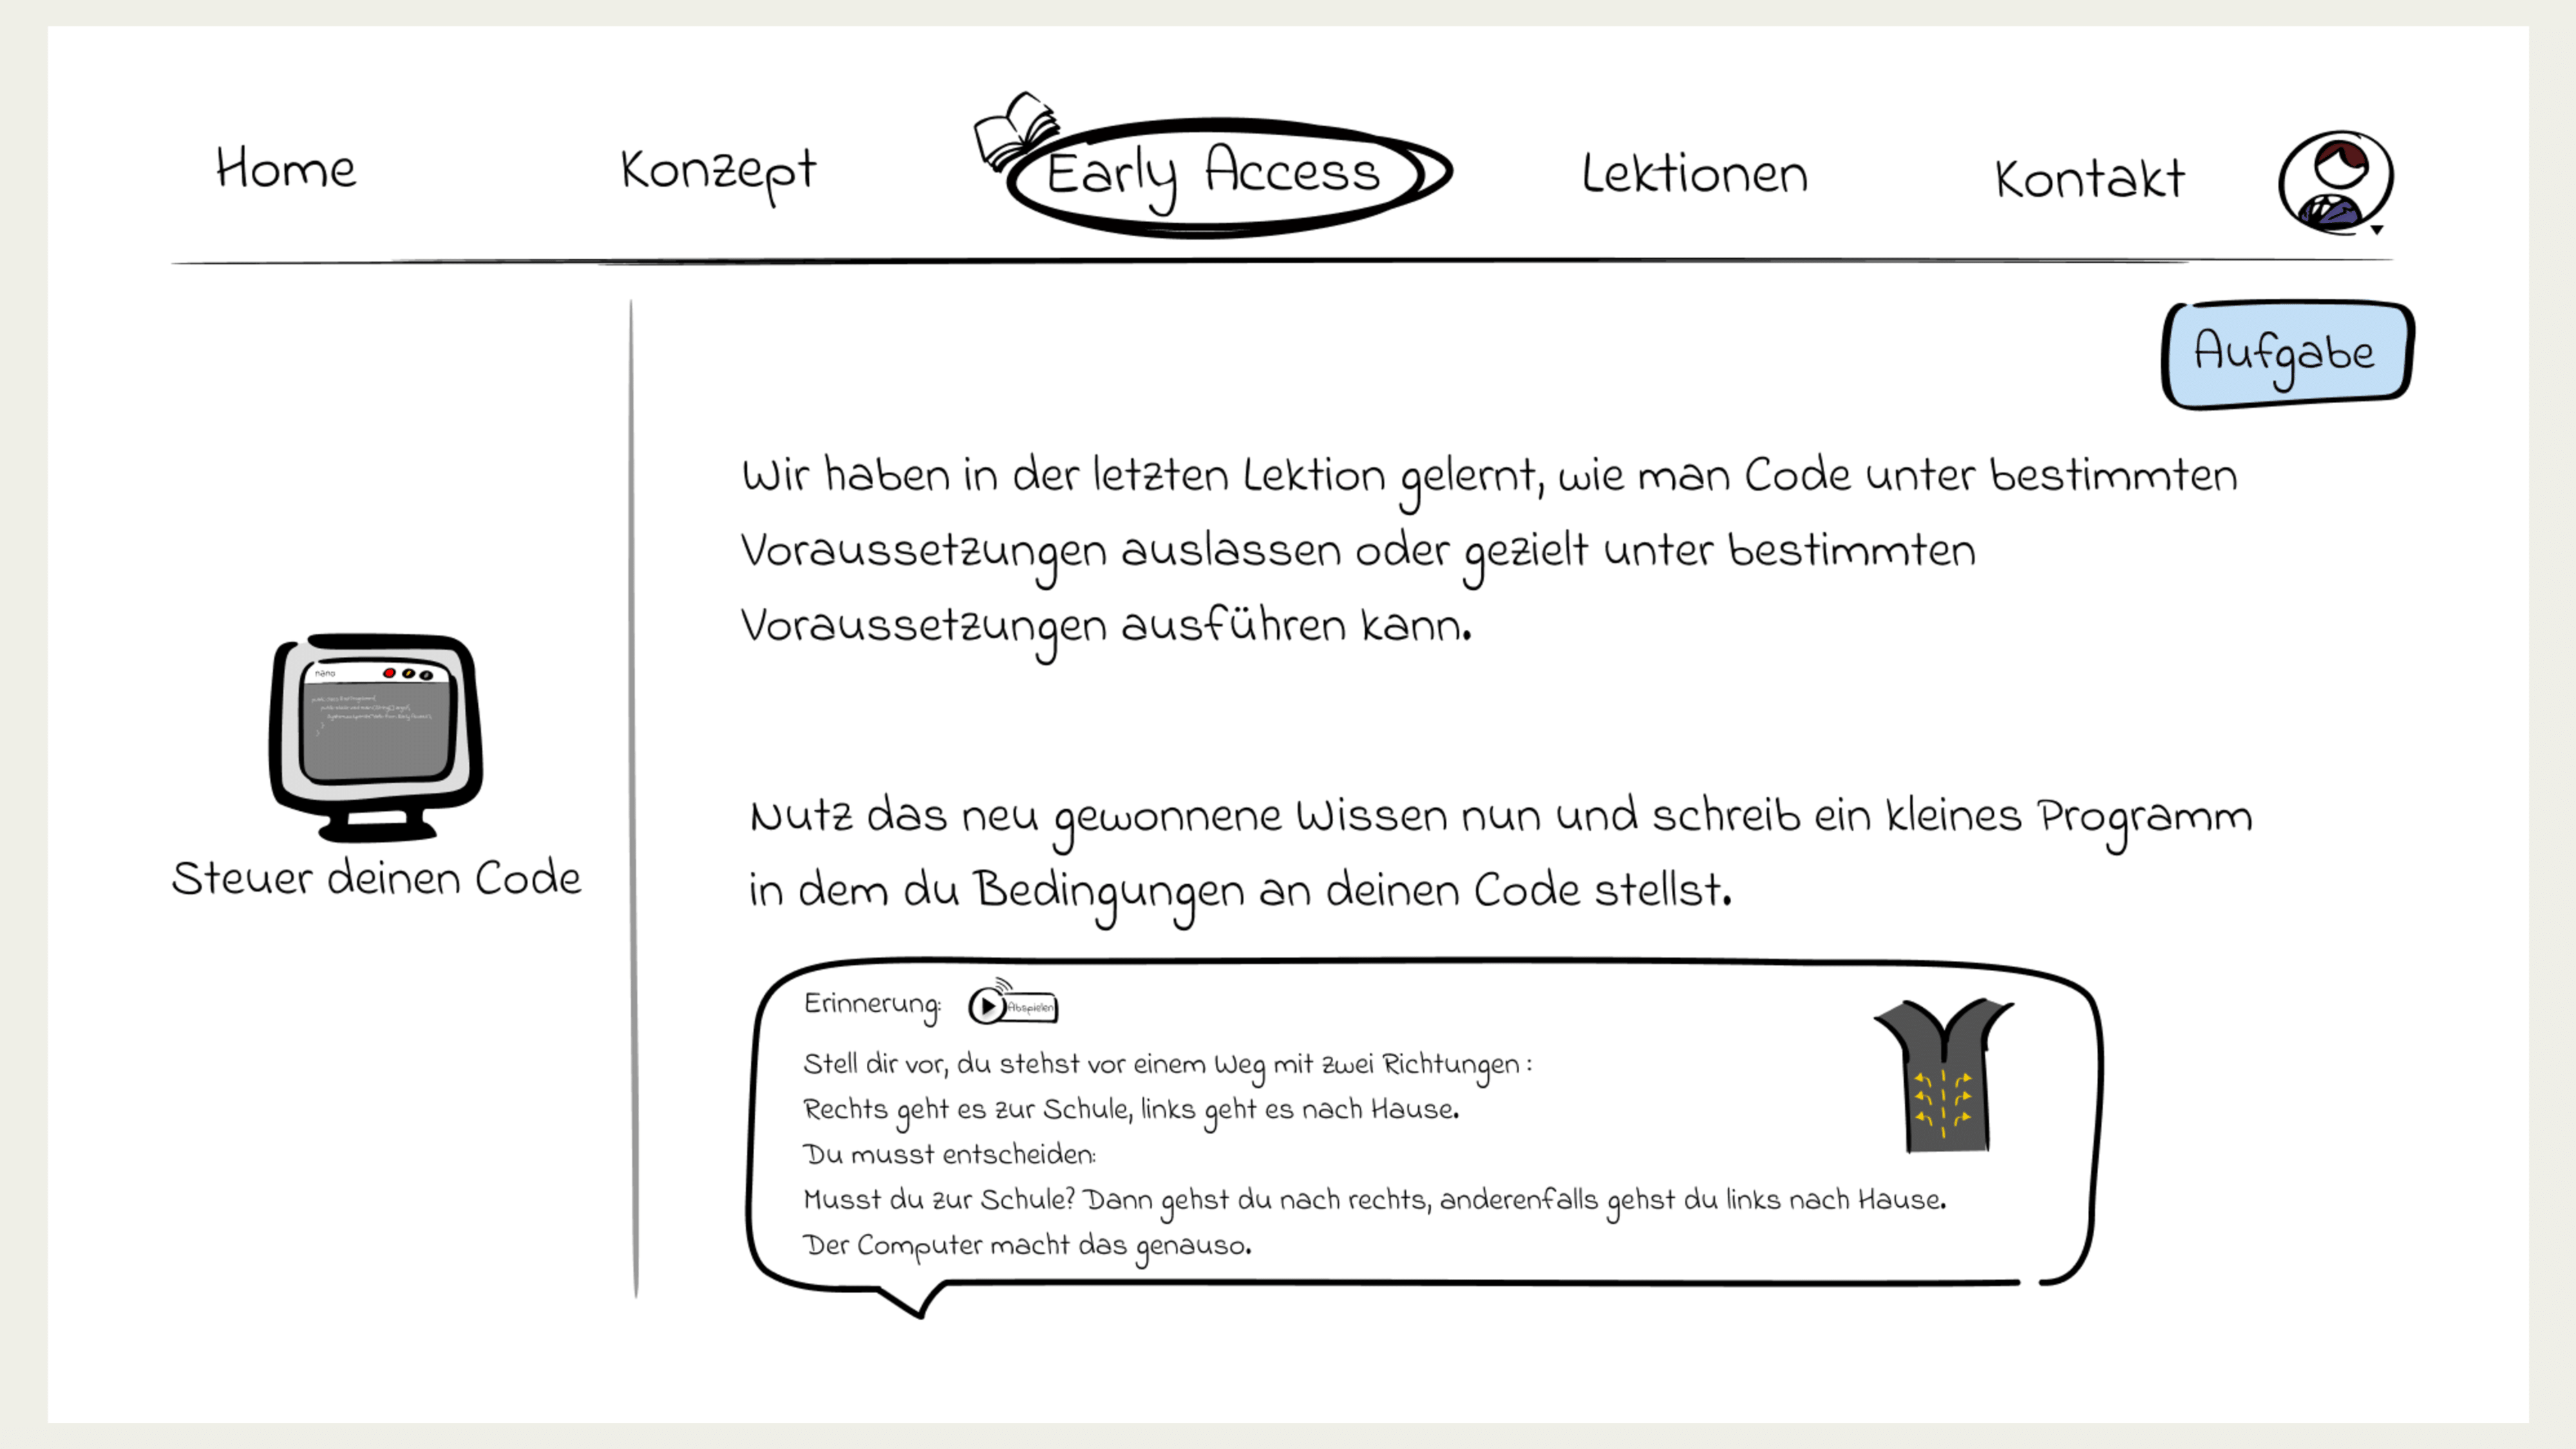 Home
Konzept
Early Access
Lektionen
Kontakt
Aufgabe
Wir haben in der letzten Lektion gelernt, wie man Code unter bestimmten
Voraussetzungen auslassen oder gezielt unter bestimmten
Voraussetzungen ausführen kann.
nano
Steuer deinen Code
Nutz das neu gewonnene Wissen nun und schreib ein kleines Programm
in dem du Bedingungen an deinen Code stellst.
Erinnerung:
Abspielen
Stell dir vor, du stehst vor einem Weg mit zwei Richtungen :
Rechts geht es zur Schule, links geht es nach Hause.
Du musst entscheiden:
Musst du zur Schule? Dann gehst du nach rechts, anderenfalls gehst du links nach Hause.
Der Computer macht das genauso.